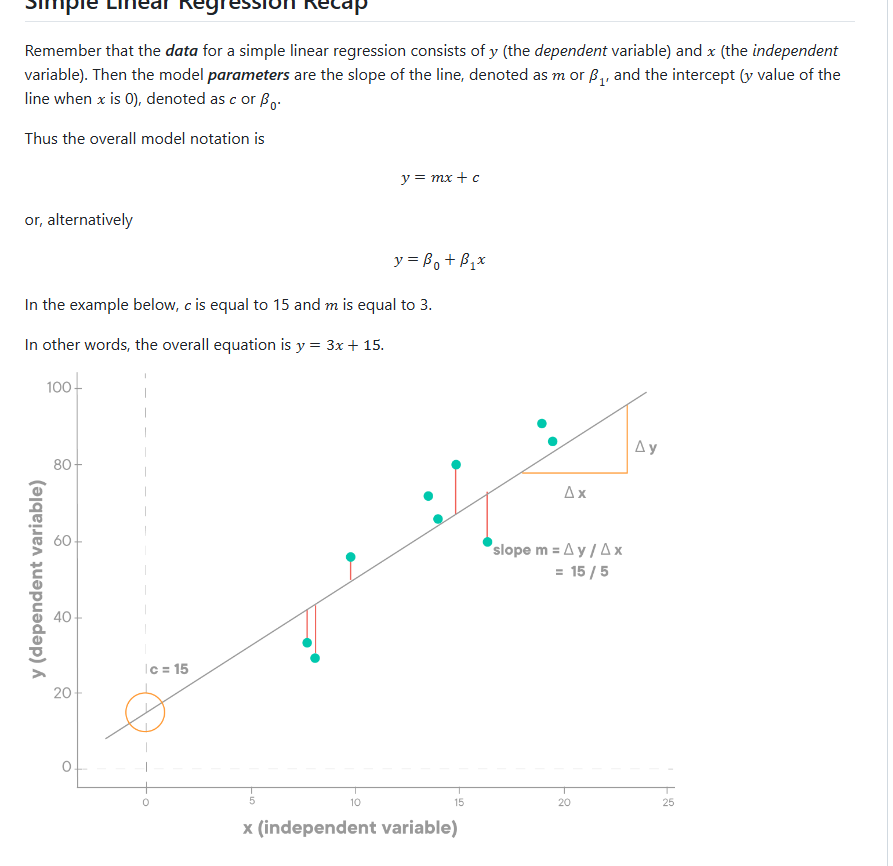 Simple Linear Regression Recap
Remember that the data for a simple linear regression consists of y (the dependent variable) and x (the independent
variable). Then the model parameters are the slope of the line, denoted as m or β₁, and the intercept (y value of the
line when x is 0), denoted as c or β₀.
Thus the overall model notation is
y = mx + c
or, alternatively
y = β₀ + β₁x
In the example below, c is equal to 15 and m is equal to 3.
In other words, the overall equation is y = 3x + 15.
100
80
60
40
20
0
y (dependent variable)
Δ y
Δ x
slope m = Δ y / Δ x
= 15 / 5
c = 15
0
5
10
15
20
25
x (independent variable)